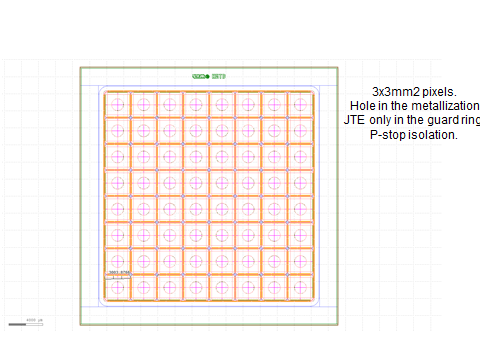 3x3mm2 pixels.
Hole in the metallization
JTE only in the guard ring
P-stop isolation.